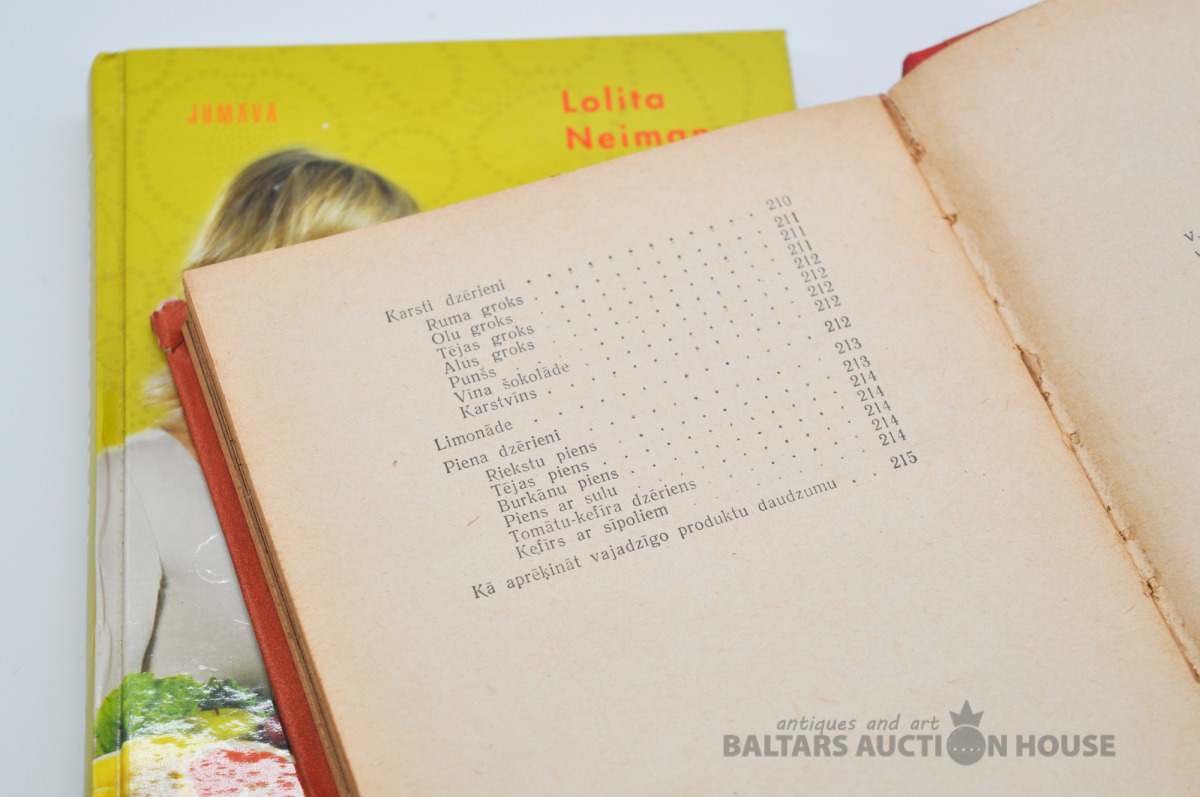 JUMAVA
Lolita
Neiman
Karsti dzērieni . . . . . . . . . . . . 210
Ruma groks . . . . . . . . . . . . 211
Olu groks . . . . . . . . . . . . 211
Tējas groks . . . . . . . . . . . . 211
Alus groks . . . . . . . . . . . . 212
Punšs . . . . . . . . . . . . 212
Vīna šokolāde . . . . . . . . . . . . 212
Karstvīns . . . . . . . . . . . . 212
Limonāde . . . . . . . . . . . . 212
Piena dzērieni . . . . . . . . . . . . 213
Riekstu piens . . . . . . . . . . . . 213
Tējas piens . . . . . . . . . . . . 214
Burkānu piens . . . . . . . . . . . . 214
Piens ar sulu . . . . . . . . . . . . 214
Tomātu-kefīra dzēriens . . . . . . . . 214
Kefīrs ar sīpoliem . . . . . . . . . . 214
Kā aprēķināt vajadzīgo produktu daudzumu . . 215
antiques and art
BALTARS AUCTION HOUSE